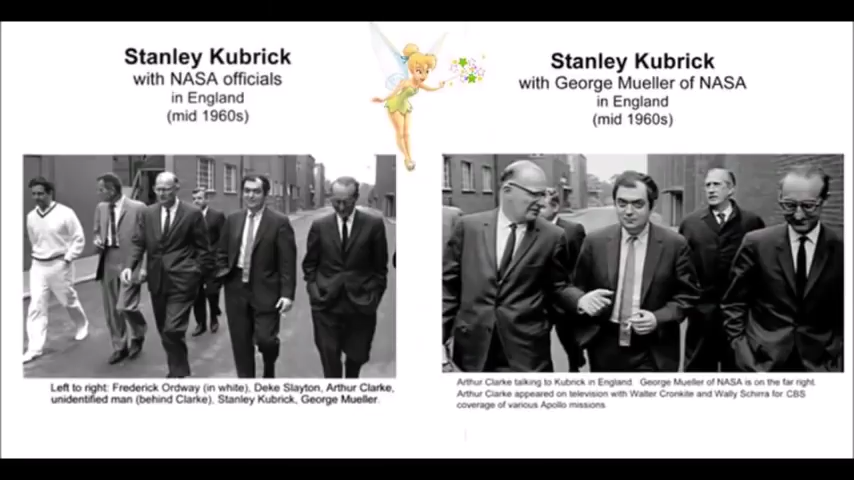 Stanley Kubrick
with NASA officials
in England
(mid 1960s)
Left to right: Frederick Ordway (in white), Deke Slayton, Arthur Clarke,
unidentified man (behind Clarke), Stanley Kubrick, George Mueller.
Stanley Kubrick
with George Mueller of NASA
in England
(mid 1960s)
Arthur Clarke talking to Kubrick in England. George Mueller of NASA is on the far right.
Arthur Clarke appeared on television with Walter Cronkite and Wally Schirra for CBS
coverage of various Apollo missions.